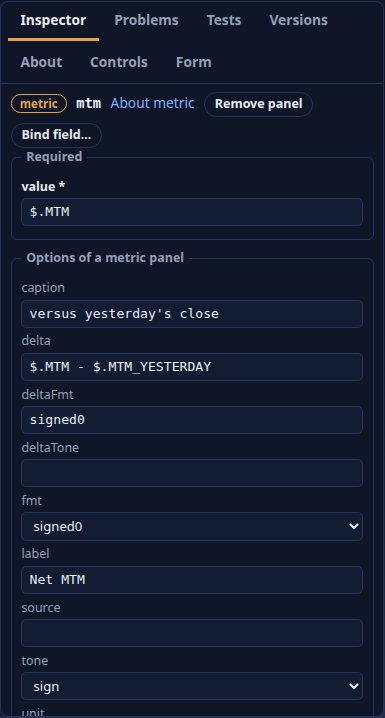 Inspector Problems Tests Versions
About Controls Form
metric mtm About metric Remove panel
Bind field...
Required
value *
$.MTM
Options of a metric panel
caption
versus yesterday's close
delta
$.MTM - $.MTM_YESTERDAY
deltaFmt
signed0
deltaTone
fmt
signed0
label
Net MTM
source
tone
sign
unit